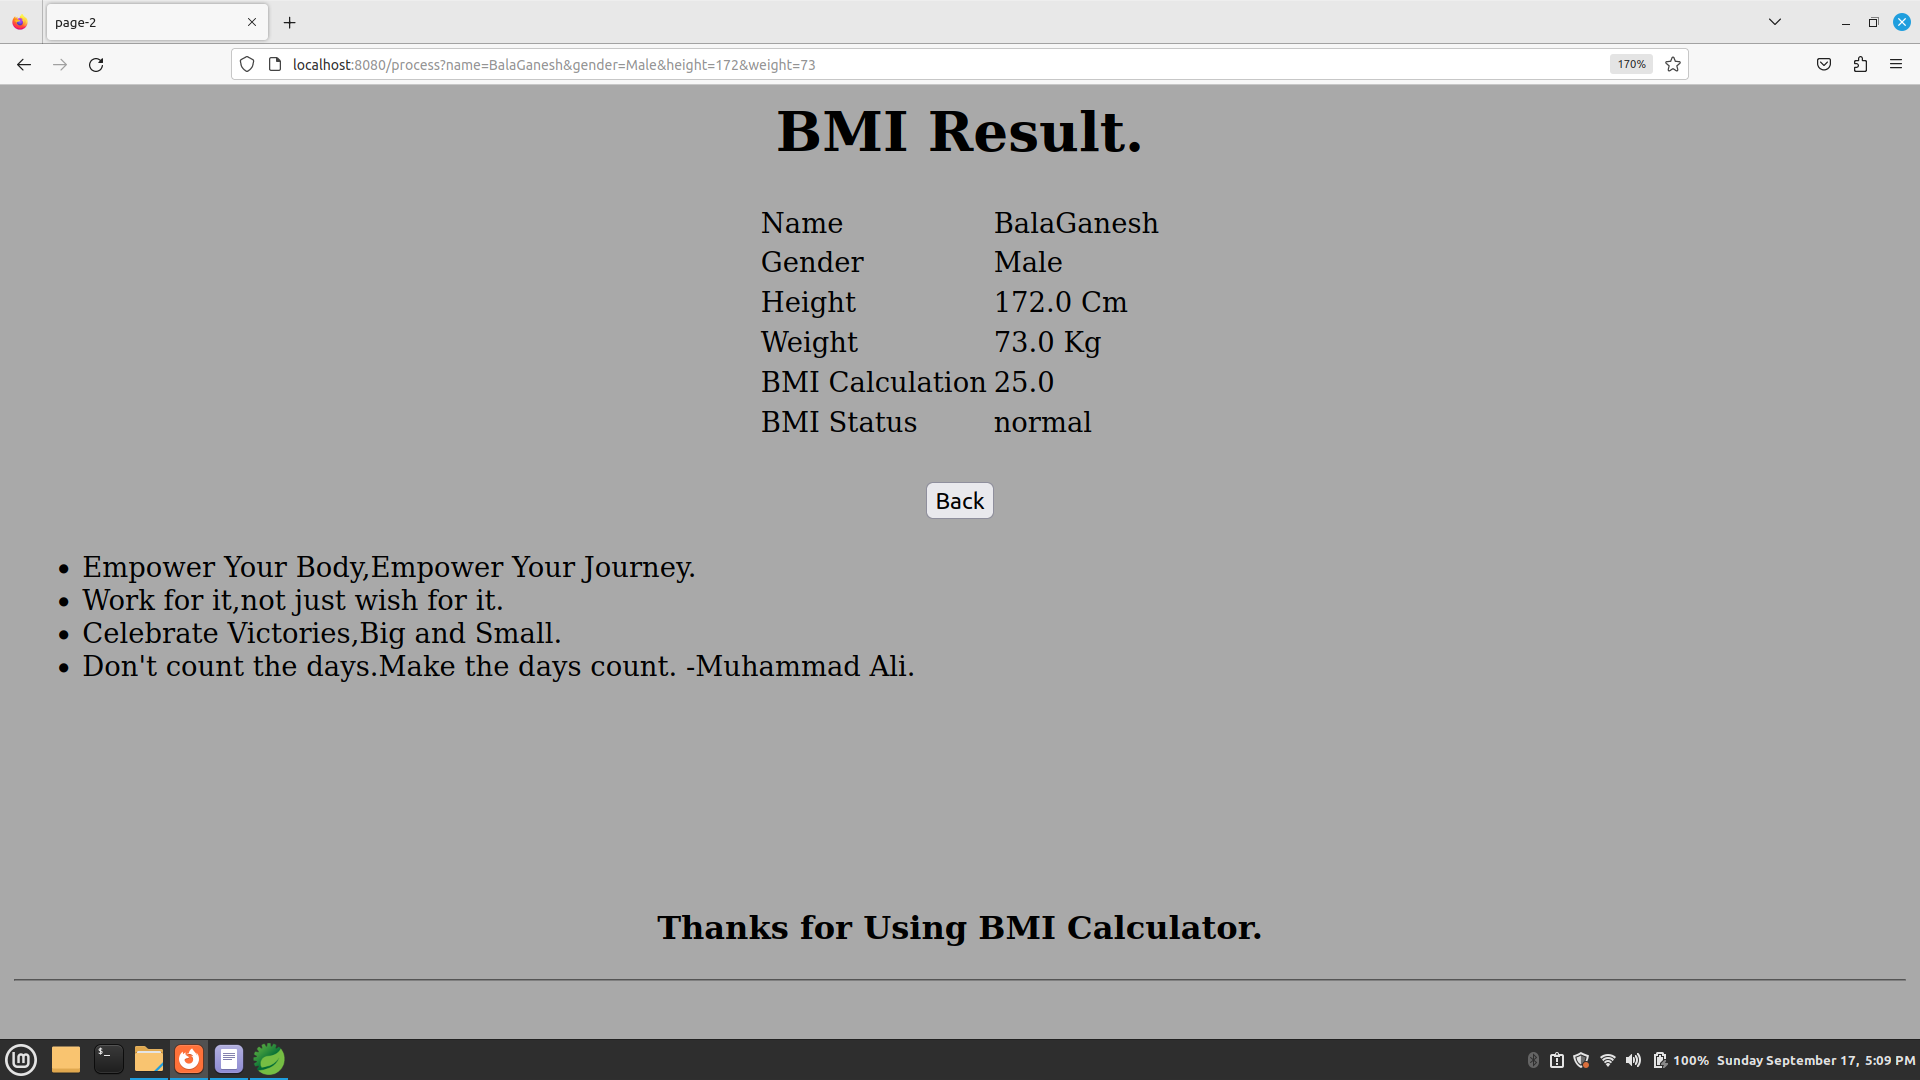 page-2
localhost:8080/process?name=BalaGanesh&gender=Male&height=172&weight=73
170%
BMI Result.
Name BalaGanesh
Gender Male
Height 172.0 Cm
Weight 73.0 Kg
BMI Calculation 25.0
BMI Status normal
Back
• Empower Your Body,Empower Your Journey.
• Work for it,not just wish for it.
• Celebrate Victories,Big and Small.
• Don't count the days.Make the days count. -Muhammad Ali.
Thanks for Using BMI Calculator.
100% Sunday September 17, 5:09 PM